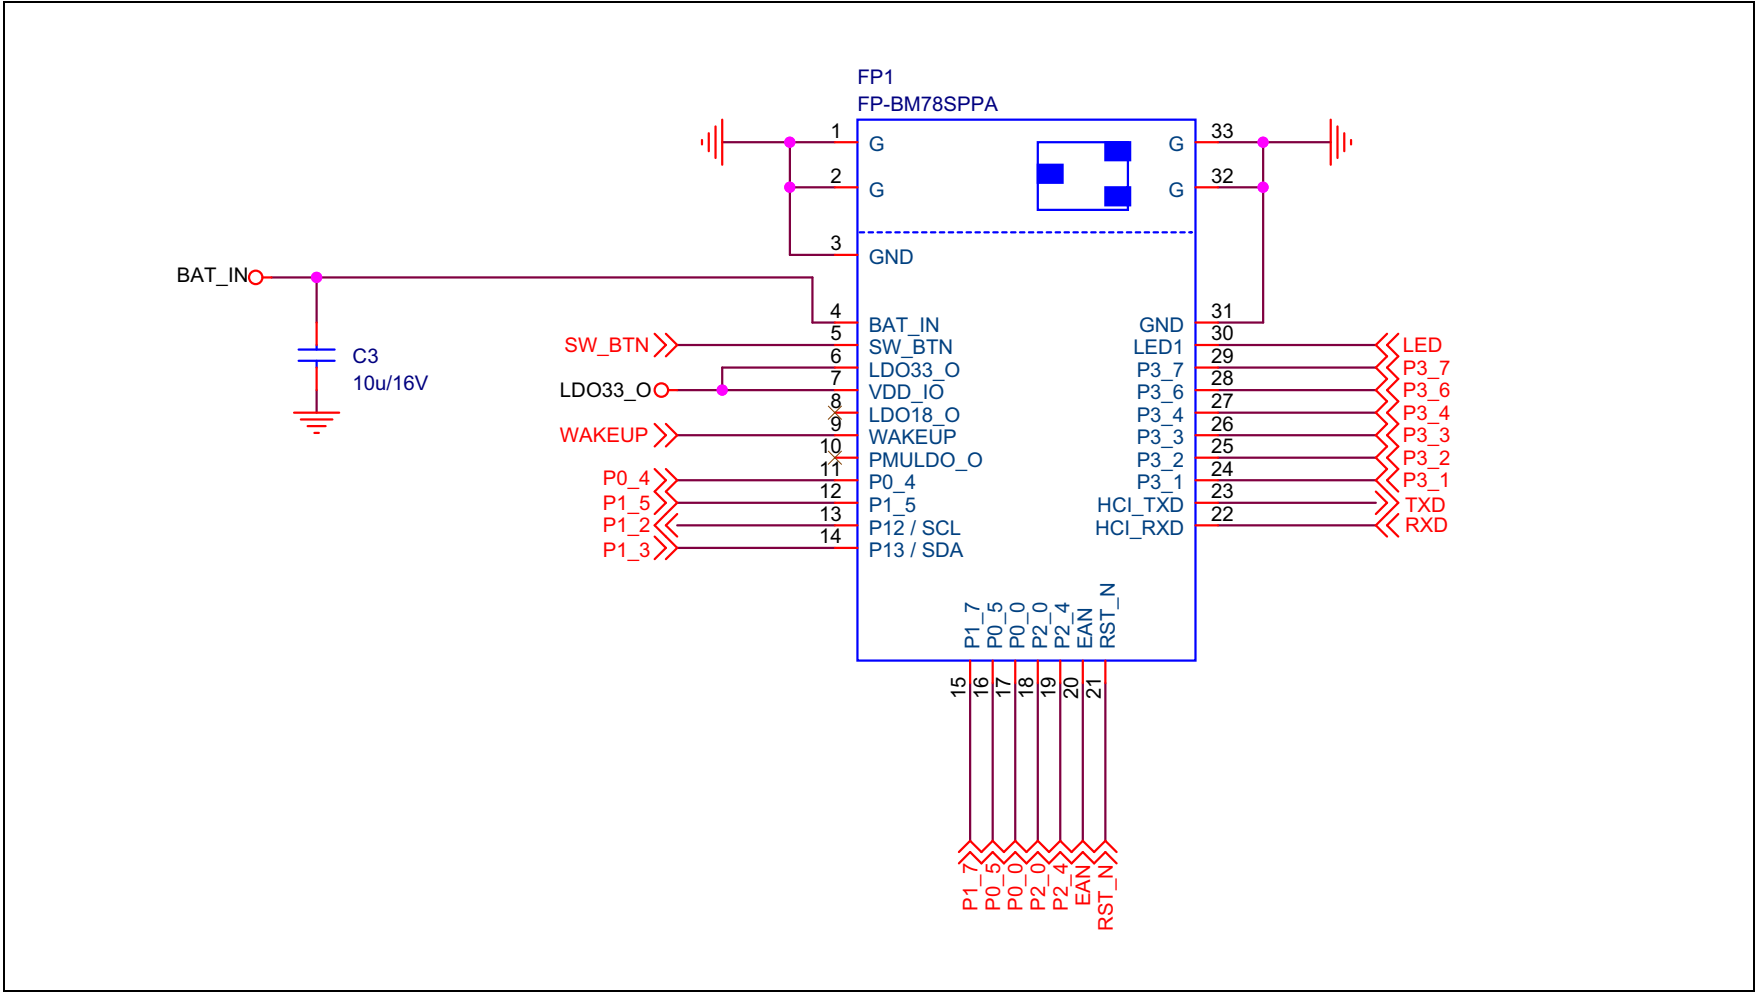 FP1
FP-BM78SPPA
1 G G 33
2 G G 32
3 GND
BAT_IN 4 BAT_IN GND 31
SW_BTN 5 SW_BTN LED1 30 LED
6 LDO33_O P3_7 29 P3_7
LDO33_O 7 VDD_IO P3_6 28 P3_6
8 LDO18_O P3_4 27 P3_4
WAKEUP 9 WAKEUP P3_3 26 P3_3
10 PMULDO_O P3_2 25 P3_2
P0_4 11 P0_4 P3_1 24 P3_1
P1_5 12 P1_5 HCI_TXD 23 TXD
P1_2 13 P12 / SCL HCI_RXD 22 RXD
P1_3 14 P13 / SDA
C3
10u/16V
P1_7 P0_5 P0_0 P2_0 P2_4 EAN RST_N
15 16 17 18 19 20 21
P1_7 P0_5 P0_0 P2_0 P2_4 EAN RST_N